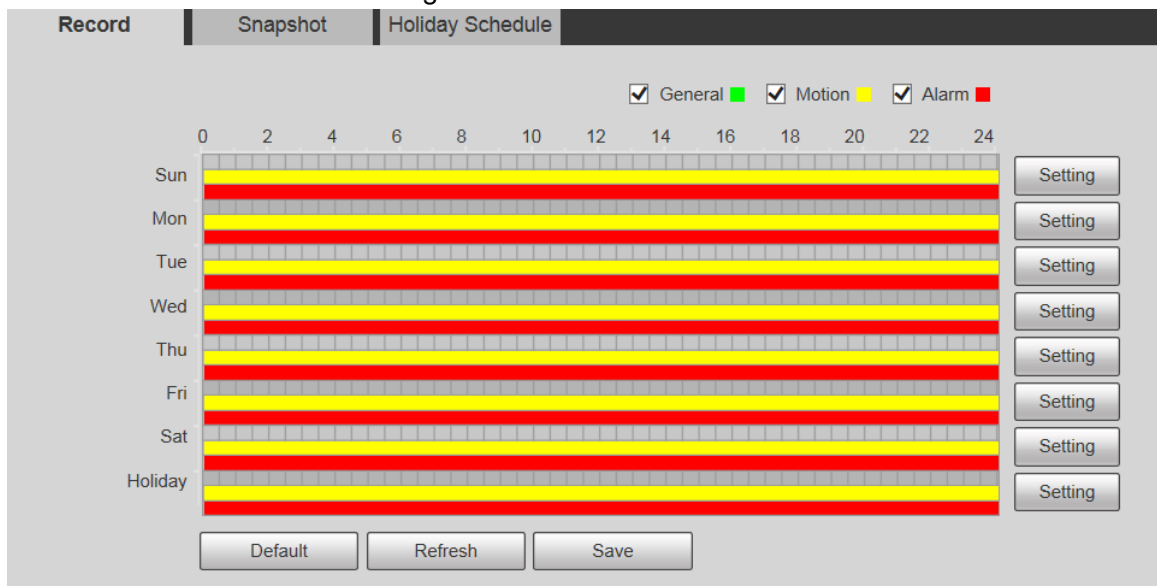 Record Snapshot Holiday Schedule
General Motion Alarm
0 2 4 6 8 10 12 14 16 18 20 22 24
Sun Setting
Mon Setting
Tue Setting
Wed Setting
Thu Setting
Fri Setting
Sat Setting
Holiday Setting
Default Refresh Save